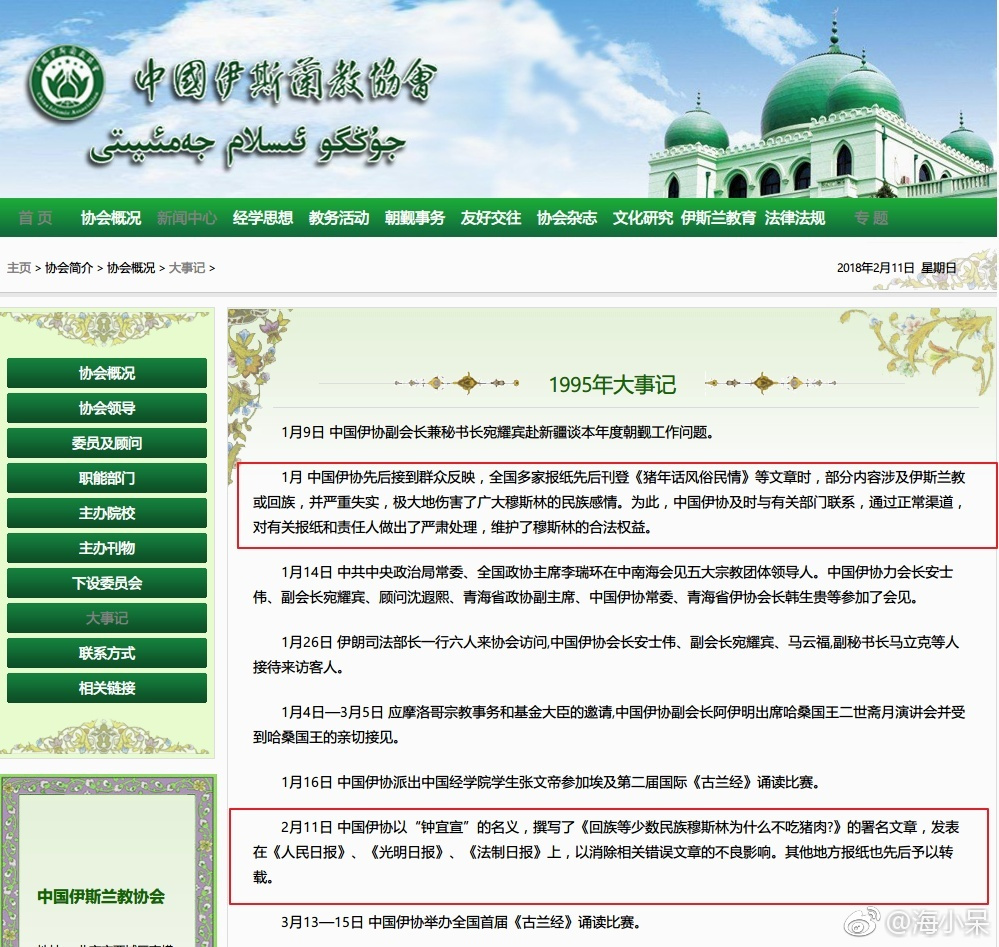 中國伊斯蘭教協會
جۇڭگو ئىسلام جەمئىيىتى
China Islamic Association
首页 协会概况 新闻中心 经学思想 教务活动 朝觐事务 友好交往 协会杂志 文化研究 伊斯兰教育 法律法规 专题
主页 > 协会简介 > 协会概况 > 大事记 >
2018年2月11日 星期日
协会概况
协会领导
委员及顾问
职能部门
主办院校
主办刊物
下设委员会
大事记
联系方式
相关链接
中国伊斯兰教协会
1995年大事记
1月9日 中国伊协副会长兼秘书长宛耀宾赴新疆谈本年度朝觐工作问题。
1月 中国伊协先后接到群众反映，全国多家报纸先后刊登《猪年话风俗民情》等文章时，部分内容涉及伊斯兰教
或回族，并严重失实，极大地伤害了广大穆斯林的民族感情。为此，中国伊协及时与有关部门联系，通过正常渠道，
对有关报纸和责任人做出了严肃处理，维护了穆斯林的合法权益。
1月14日 中共中央政治局常委、全国政协主席李瑞环在中南海会见五大宗教团体领导人。中国伊协力会长安士
伟、副会长宛耀宾、顾问沈遐熙、青海省政协副主席、中国伊协常委、青海省伊协会长韩生贵等参加了会见。
1月26日 伊朗司法部长一行六人来协会访问,中国伊协会长安士伟、副会长宛耀宾、马云福,副秘书长马立克等人
接待来访客人。
1月4日—3月5日 应摩洛哥宗教事务和基金大臣的邀请,中国伊协副会长阿伊明出席哈桑国王二世斋月演讲会并受
到哈桑国王的亲切接见。
1月16日 中国伊协派出中国经学院学生张文帝参加埃及第二届国际《古兰经》诵读比赛。
2月11日 中国伊协以“钟宜宣”的名义，撰写了《回族等少数民族穆斯林为什么不吃猪肉?》的署名文章，发表
在《人民日报》、《光明日报》、《法制日报》上，以消除相关错误文章的不良影响。其他地方报纸也先后予以转
载。
3月13—15日 中国伊协举办全国首届《古兰经》诵读比赛。
@海小呆